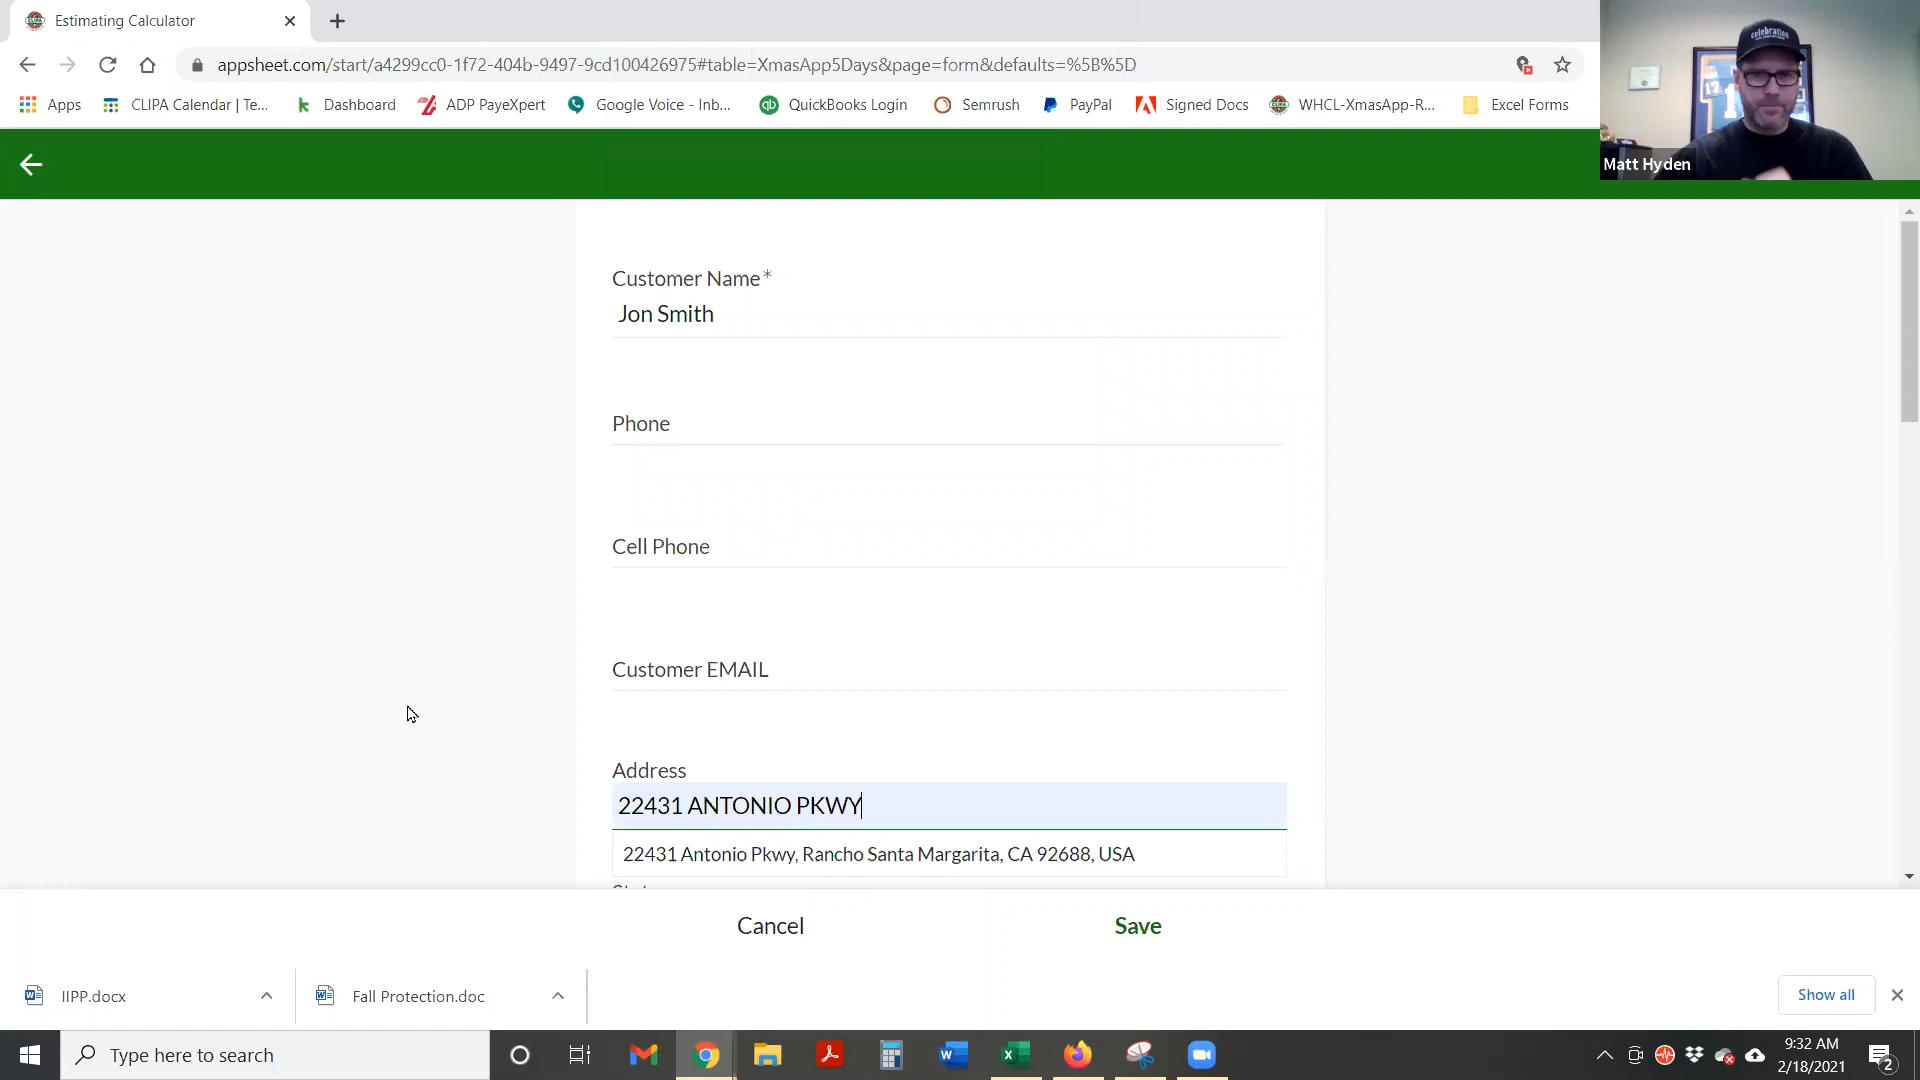 Estimating Calculator
appsheet.com/start/a4299cc0-1f72-404b-9497-9cd100426975#table=XmasApp5Days&page=form&defaults=%5B%5D
Apps CLIPA Calendar | Te... Dashboard ADP PayeXpert Google Voice - Inb... QuickBooks Login Semrush PayPal Signed Docs WHCL-XmasApp-R... Excel Forms
celebration
Matt Hyden
Customer Name*
Jon Smith
Phone
Cell Phone
Customer EMAIL
Address
22431 ANTONIO PKWY
22431 Antonio Pkwy, Rancho Santa Margarita, CA 92688, USA
Cancel Save
IIPP.docx Fall Protection.doc Show all
Type here to search
9:32 AM
2/18/2021
2